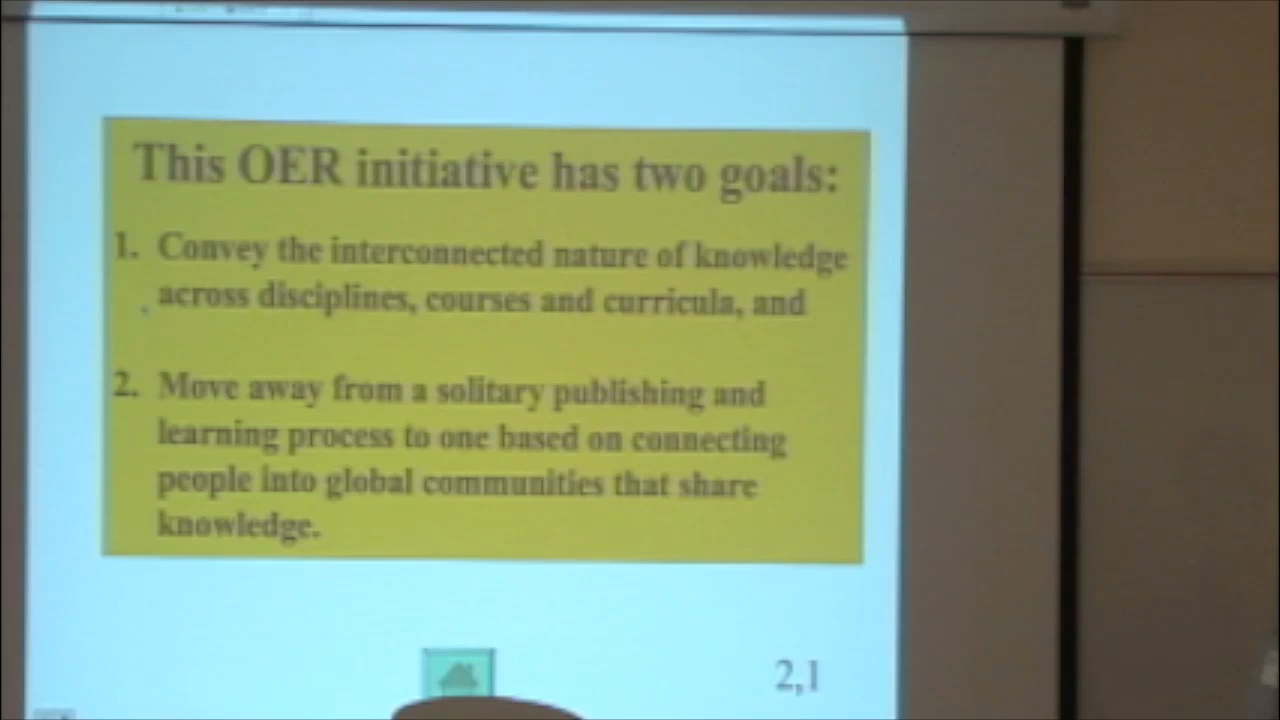 This OER initiative has two goals:
1. Convey the interconnected nature of knowledge
across disciplines, courses and curricula, and
2. Move away from a solitary publishing and
learning process to one based on connecting
people into global communities that share
knowledge.
2,1